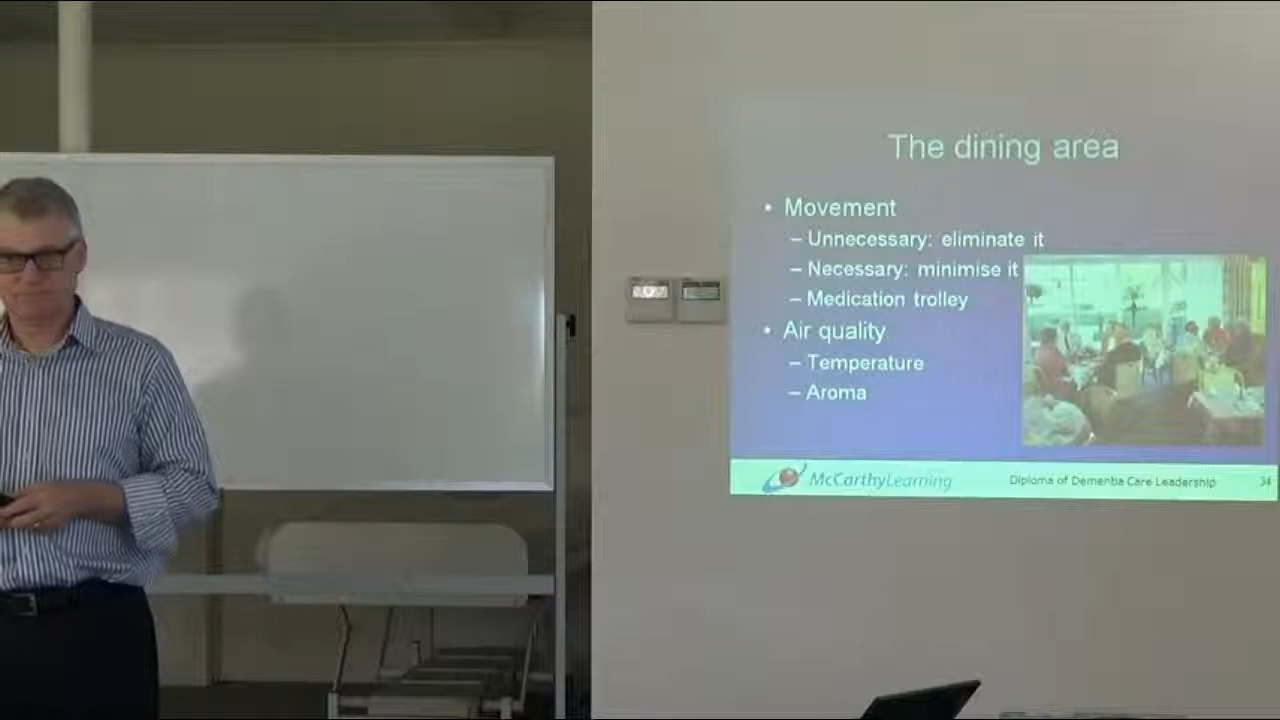 The dining area
• Movement
– Unnecessary: eliminate it
– Necessary: minimise it
– Medication trolley
• Air quality
– Temperature
– Aroma
McCarthyLearning
Diploma of Dementia Care Leadership
34